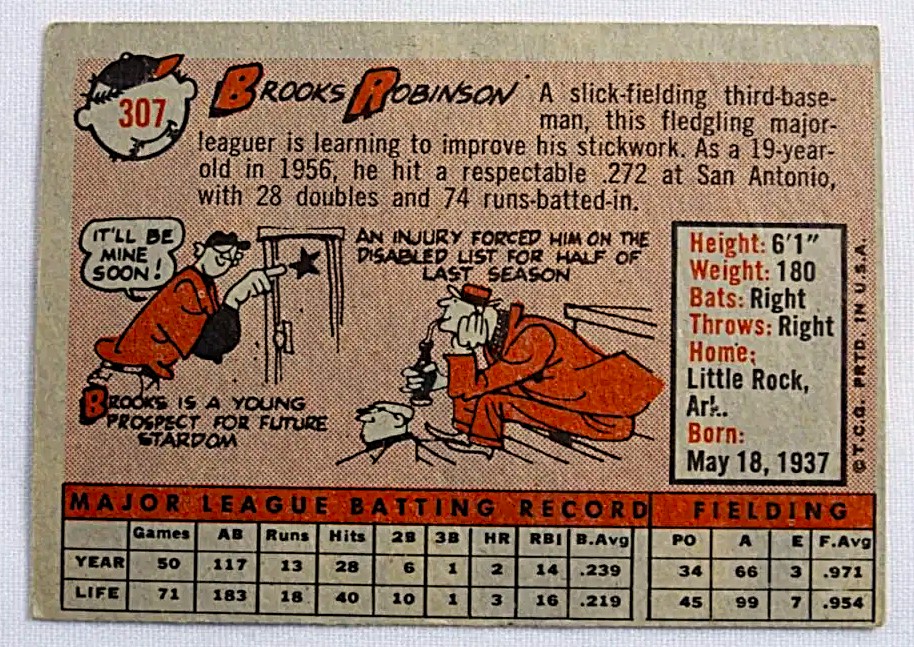 307
BROOKS ROBINSON A slick-fielding third-base-
man, this fledgling major-
leaguer is learning to improve his stickwork. As a 19-year-
old in 1956, he hit a respectable .272 at San Antonio,
with 28 doubles and 74 runs-batted-in.
IT'LL BE
MINE
SOON!
BROOKS IS A YOUNG
PROSPECT FOR FUTURE
STARDOM
AN INJURY FORCED HIM ON THE
DISABLED LIST FOR HALF OF
LAST SEASON
Height: 6'1"
Weight: 180
Bats: Right
Throws: Right
Home:
Little Rock,
Ark.
Born:
May 18, 1937
© T.C.G. PRTD. IN U.S.A.
MAJOR LEAGUE BATTING RECORD FIELDING
Games AB Runs Hits 2B 3B HR RBI B.Avg PO A E F.Avg
YEAR 50 117 13 28 6 1 2 14 .239 34 66 3 .971
LIFE 71 183 18 40 10 1 3 16 .219 45 99 7 .954